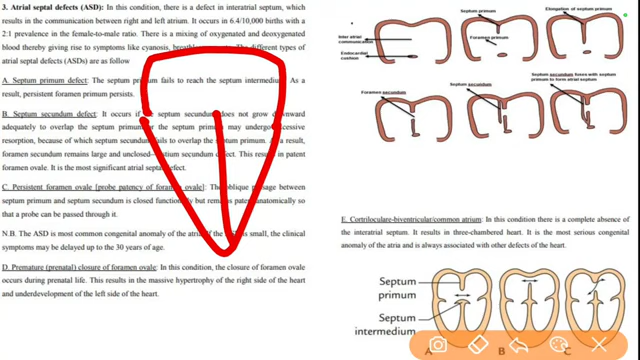 3. Atrial septal defects (ASD): In this condition, there is a defect in interatrial septum, which
results in the communication between right and left atrium. It occurs in 6.4/10,000 births with a
2:1 prevalence in the female-to-male ratio. There is a mixing of oxygenated and deoxygenated
blood thereby giving rise to symptoms like cyanosis, The different types of
atrial septal defects (ASDs) are as follow
A. Septum primum defect: The septum primum fails to reach the septum intermedium. As a
result, persistent foramen primum persists.
B. Septum secundum defect: It occurs if septum secundum does not grow downward
adequately to overlap the septum primum or the septum primum may undergo excessive
resorption, because of which septum secundum fails to overlap the septum primum. As a result,
foramen secundum remains large and unclosed defect. This results in patent
foramen ovale. It is the most significant atrial septal defect.
C. Persistent foramen ovale [probe patency of foramen ovale]: The oblique passage between
septum primum and septum secundum is closed functionally but remains patent anatomically so
that a probe can be passed through it.
N.B. The ASD is most common congenital anomaly of the atria. If the ASD is small, the clinical
symptoms may be delayed up to the 30 years of age.
D. Premature (prenatal) closure of foramen ovale: In this condition, the closure of foramen ovale
occurs during prenatal life. This results in the massive hypertrophy of the right side of the heart
and underdevelopment of the left side of the heart.
Septum primum
Elongation of septum primum
Inter atrial
communication
Foramen primum
Endocardial
cushion
Foramen secundum
Septum secundum
Septum secundum fuses with septum
primum to form atrial septum
E. Cortriloculare-biventricular/common atrium: In this condition there is a complete absence of
the interatrial septum. It results in three-chambered heart. It is the most serious congenital
anomaly of the atria and is always associated with other defects of the heart.
Septum
primum
Septum
intermedium
A
B
C